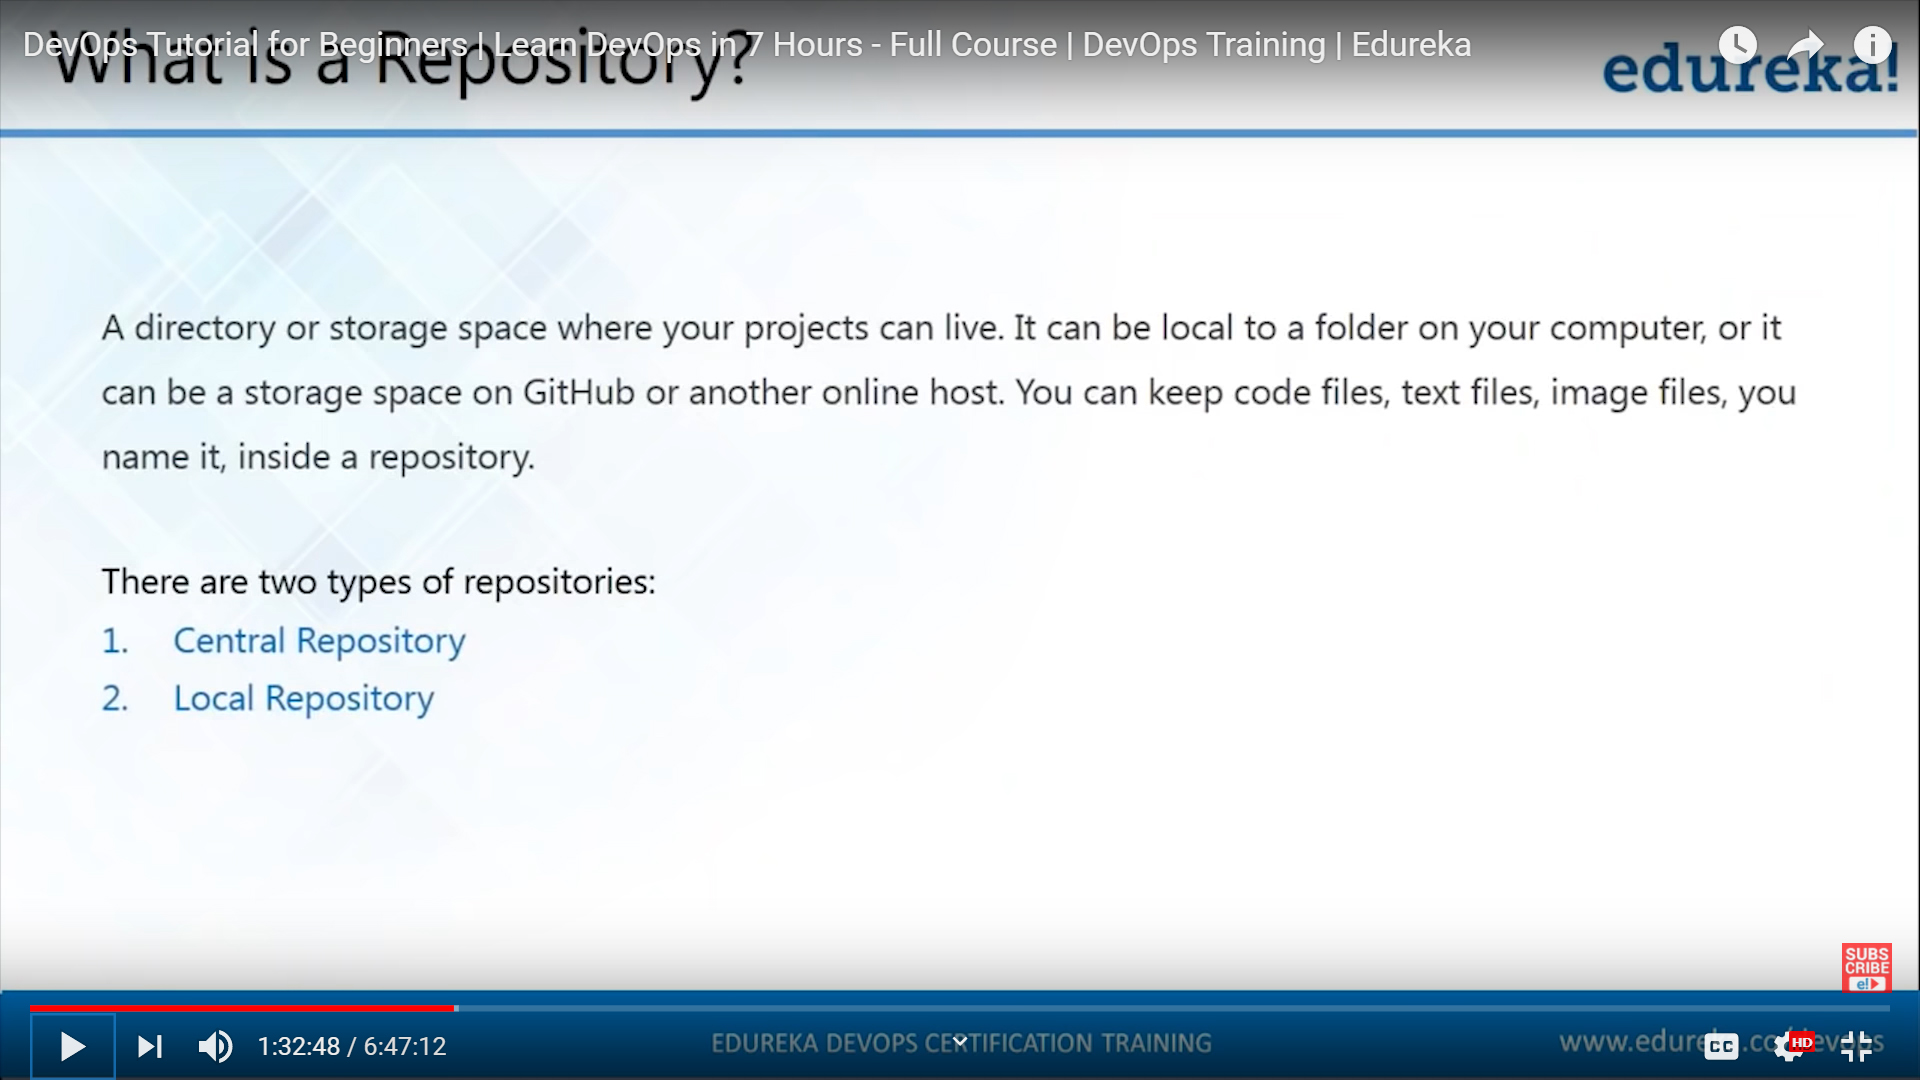 DevOps Tutorial for Beginners | Learn DevOps in 7 Hours - Full Course | DevOps Training | Edureka
What is a Repository?
edureka!
A directory or storage space where your projects can live. It can be local to a folder on your computer, or it
can be a storage space on GitHub or another online host. You can keep code files, text files, image files, you
name it, inside a repository.
There are two types of repositories:
1. Central Repository
2. Local Repository
SUBS
CRIBE
e!
1:32:48 / 6:47:12
EDUREKA DEVOPS CERTIFICATION TRAINING
www.edureka.co/devops
CC
HD